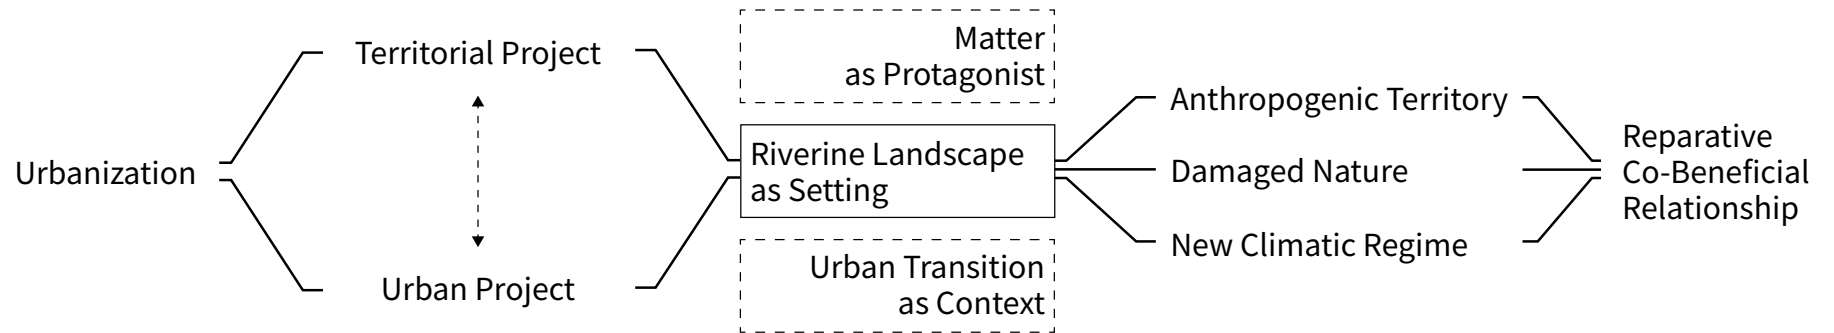 Urbanization
Territorial Project
Urban Project
Matter
as Protagonist
Riverine Landscape
as Setting
Urban Transition
as Context
Anthropogenic Territory
Damaged Nature
New Climatic Regime
Reparative
Co-Beneficial
Relationship